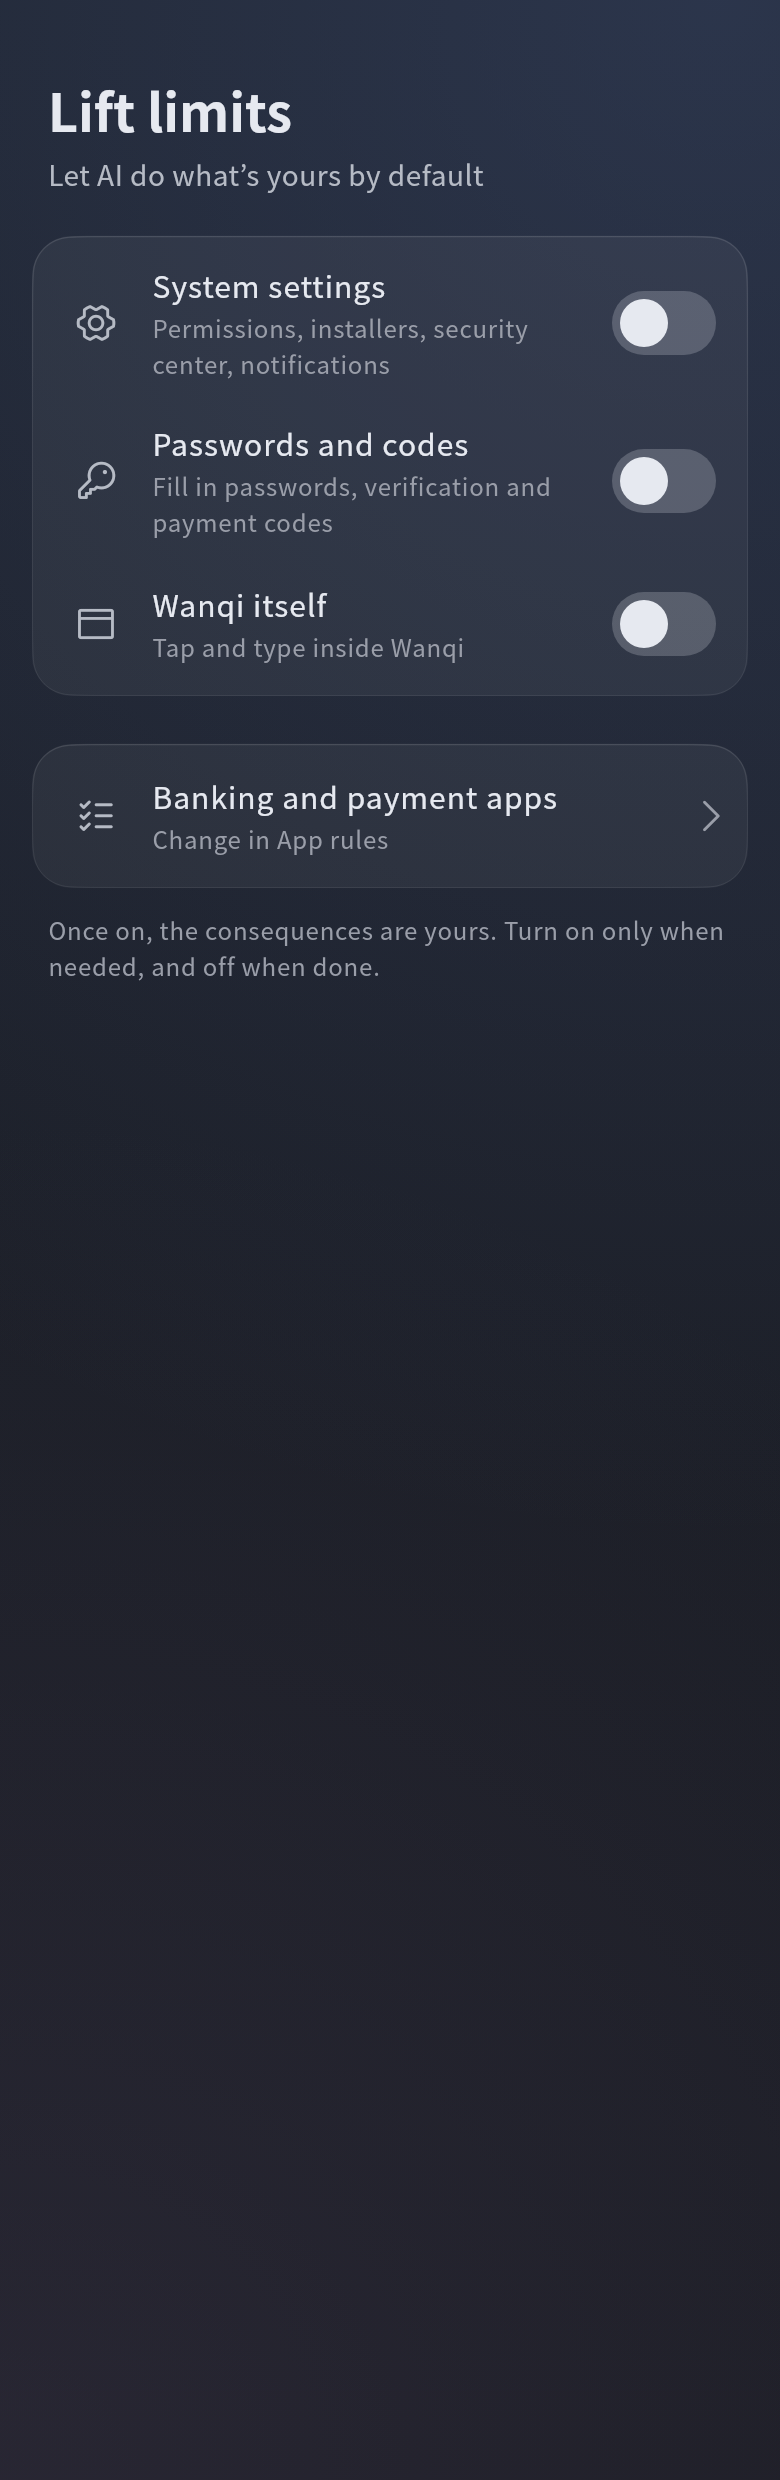 Lift limits
Let AI do what’s yours by default
System settings
Permissions, installers, security
center, notifications
Passwords and codes
Fill in passwords, verification and
payment codes
Wanqi itself
Tap and type inside Wanqi
Banking and payment apps
Change in App rules
Once on, the consequences are yours. Turn on only when
needed, and off when done.